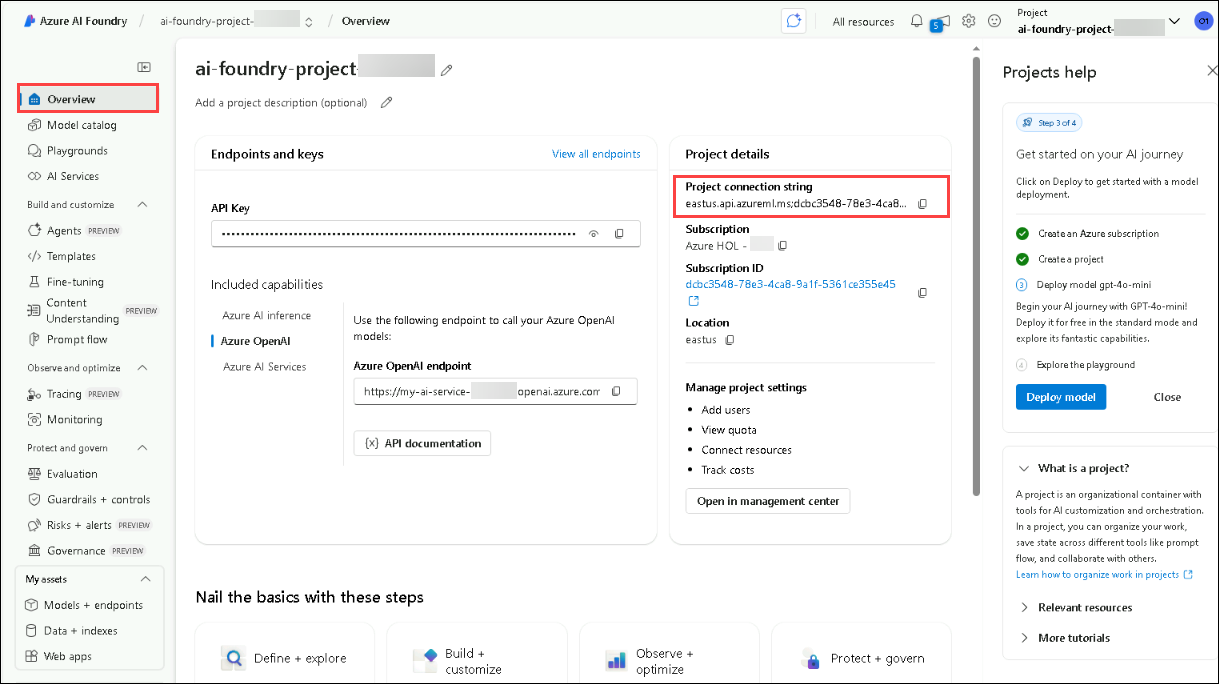 Azure AI Foundry / ai-foundry-project- / Overview
All resources
5
Project
ai-foundry-project-
01
Overview
Model catalog
Playgrounds
AI Services
Build and customize
Agents PREVIEW
Templates
Fine-tuning
Content
Understanding PREVIEW
Prompt flow
Observe and optimize
Tracing PREVIEW
Monitoring
Protect and govern
Evaluation
Guardrails + controls
Risks + alerts PREVIEW
Governance PREVIEW
My assets
Models + endpoints
Data + indexes
Web apps
ai-foundry-project-
Add a project description (optional)
Endpoints and keys
View all endpoints
API Key
Included capabilities
Azure AI inference
Azure OpenAI
Azure AI Services
Use the following endpoint to call your Azure OpenAI
models:
Azure OpenAI endpoint
https://my-ai-service- openai.azure.com
{x} API documentation
Project details
Project connection string
eastus.api.azureml.ms;dcbc3548-78e3-4ca8...
Subscription
Azure HOL -
Subscription ID
dcbc3548-78e3-4ca8-9a1f-5361ce355e45
Location
eastus
Manage project settings
• Add users
• View quota
• Connect resources
• Track costs
Open in management center
Nail the basics with these steps
Define + explore
Build +
customize
Observe +
optimize
Protect + govern
Projects help
Step 3 of 4
Get started on your AI journey
Click on Deploy to get started with a model
deployment.
Create an Azure subscription
Create a project
3 Deploy model gpt-4o-mini
Begin your AI journey with GPT-4o-mini!
Deploy it for free in the standard mode and
explore its fantastic capabilities.
4 Explore the playground
Deploy model
Close
What is a project?
A project is an organizational container with
tools for AI customization and orchestration.
In a project, you can organize your work,
save state across different tools like prompt
flow, and collaborate with others.
Learn how to organize work in projects
Relevant resources
More tutorials